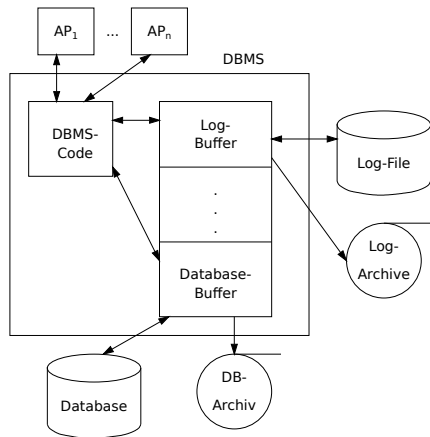 AP1 ... APn
DBMS
DBMS-
Code
Log-
Buffer
.
.
.
Database-
Buffer
Log-File
Log-
Archive
Database
DB-
Archiv